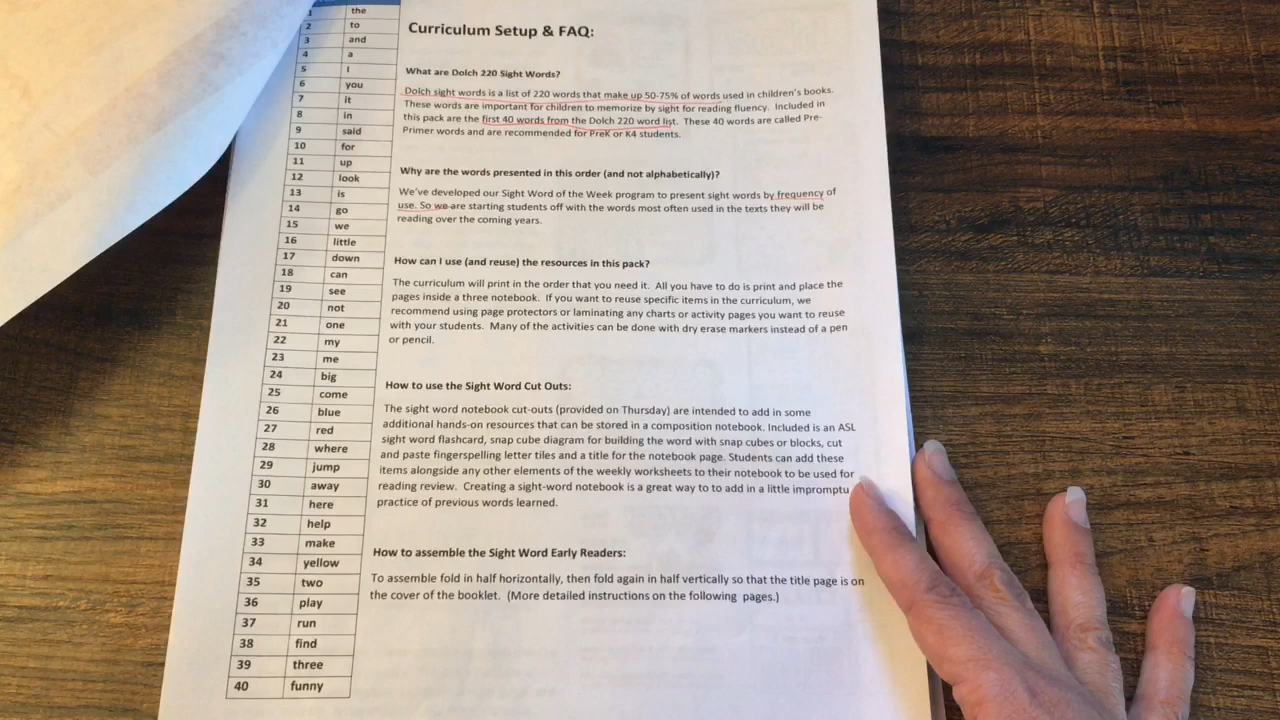 1 the
2 to
3 and
4 a
5 I
6 you
7 it
8 in
9 said
10 for
11 up
12 look
13 is
14 go
15 we
16 little
17 down
18 can
19 see
20 not
21 one
22 my
23 me
24 big
25 come
26 blue
27 red
28 where
29 jump
30 away
31 here
32 help
33 make
34 yellow
35 two
36 play
37 run
38 find
39 three
40 funny
Curriculum Setup & FAQ:
What are Dolch 220 Sight Words?
Dolch sight words is a list of 220 words that make up 50-75% of words used in children's books.
These words are important for children to memorize by sight for reading fluency. Included in
this pack are the first 40 words from the Dolch 220 word list. These 40 words are called Pre-
Primer words and are recommended for PreK or K4 students.
Why are the words presented in this order (and not alphabetically)?
We've developed our Sight Word of the Week program to present sight words by frequency of
use. So we are starting students off with the words most often used in the texts they will be
reading over the coming years.
How can I use (and reuse) the resources in this pack?
The curriculum will print in the order that you need it. All you have to do is print and place the
pages inside a three notebook. If you want to reuse specific items in the curriculum, we
recommend using page protectors or laminating any charts or activity pages you want to reuse
with your students. Many of the activities can be done with dry erase markers instead of a pen
or pencil.
How to use the Sight Word Cut Outs:
The sight word notebook cut-outs (provided on Thursday) are intended to add in some
additional hands-on resources that can be stored in a composition notebook. Included is an ASL
sight word flashcard, snap cube diagram for building the word with snap cubes or blocks, cut
and paste fingerspelling letter tiles and a title for the notebook page. Students can add these
items alongside any other elements of the weekly worksheets to their notebook to be used for
reading review. Creating a sight-word notebook is a great way to to add in a little impromptu
practice of previous words learned.
How to assemble the Sight Word Early Readers:
To assemble fold in half horizontally, then fold again in half vertically so that the title page is on
the cover of the booklet. (More detailed instructions on the following pages.)